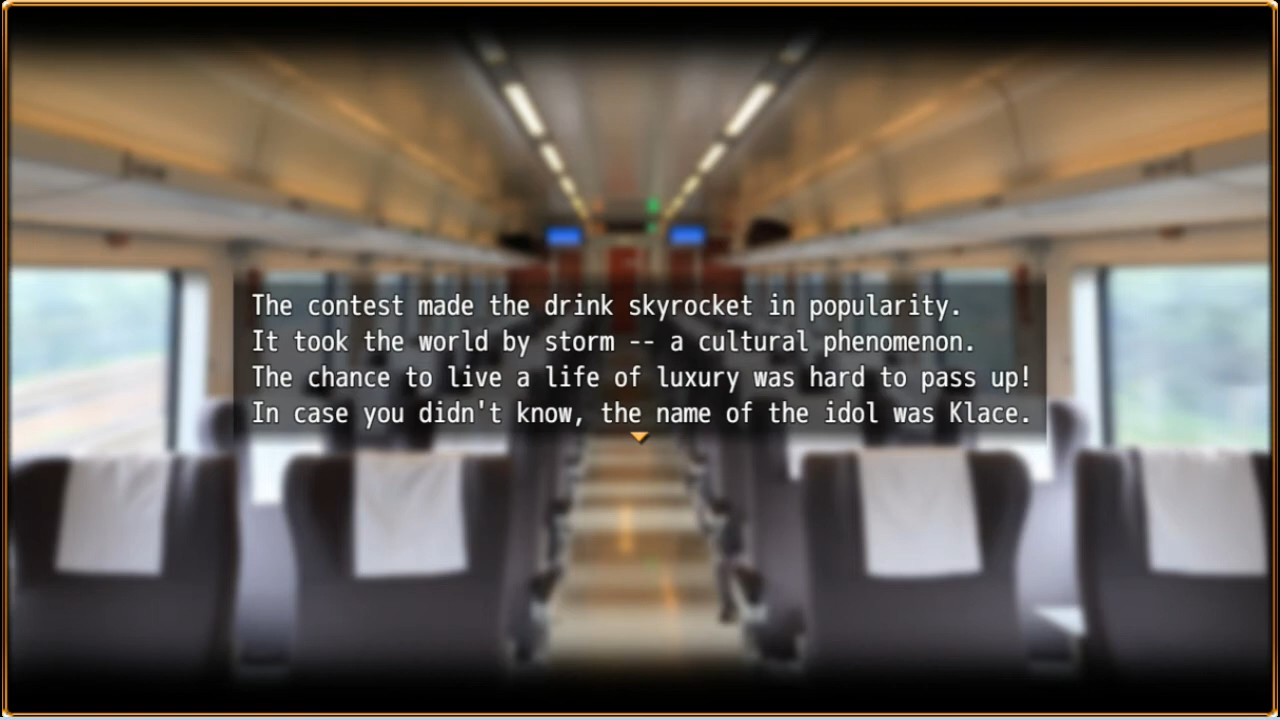 The contest made the drink skyrocket in popularity.
It took the world by storm -- a cultural phenomenon.
The chance to live a life of luxury was hard to pass up!
In case you didn't know, the name of the idol was Klace.